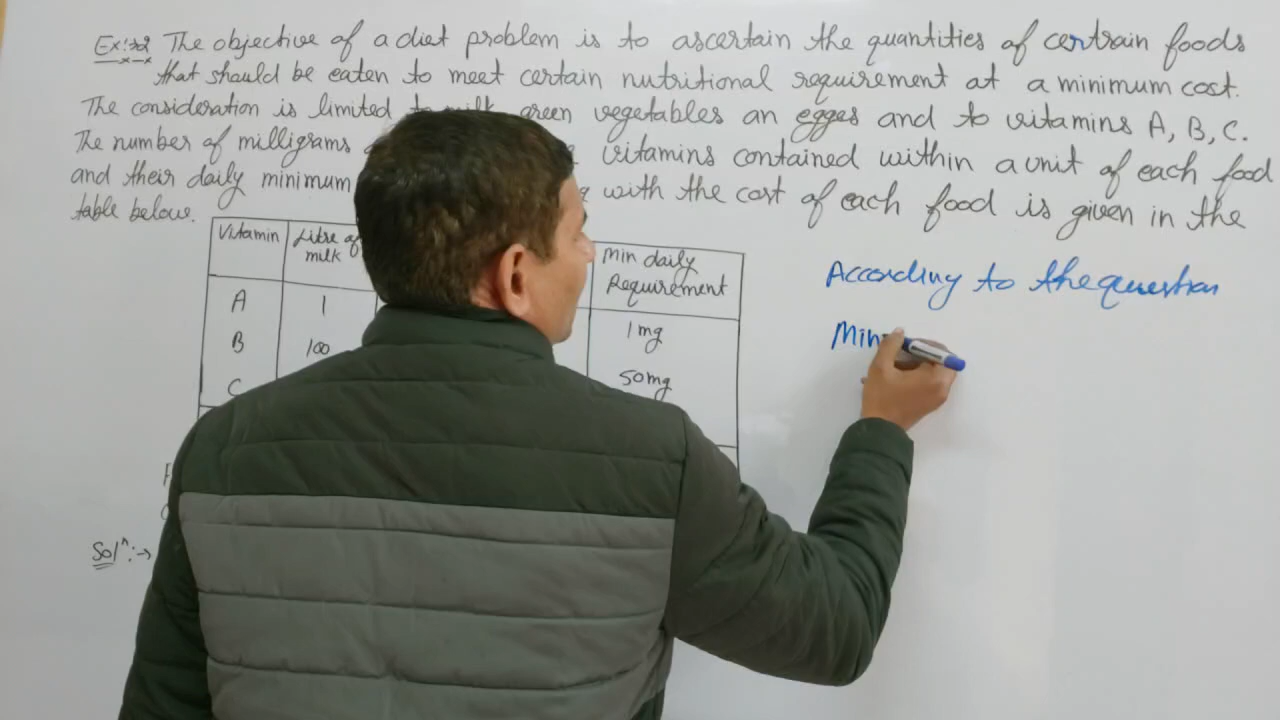 Ex:→2 The objective of a diet problem is to ascertain the quantities of certrain foods
that should be eaten to meet certain nutritional requirement at a minimum cost.
The consideration is limited to milk green vegetables an egges and to vitamins A, B, C.
The number of milligrams vitamins contained within a unit of each food
and their daily minimum with the cost of each food is given in the
table below.
Vitamin Litre of milk Min daily Requirement
A 1 1mg
B 100 50mg
C
Solⁿ:→
According to the question
Min